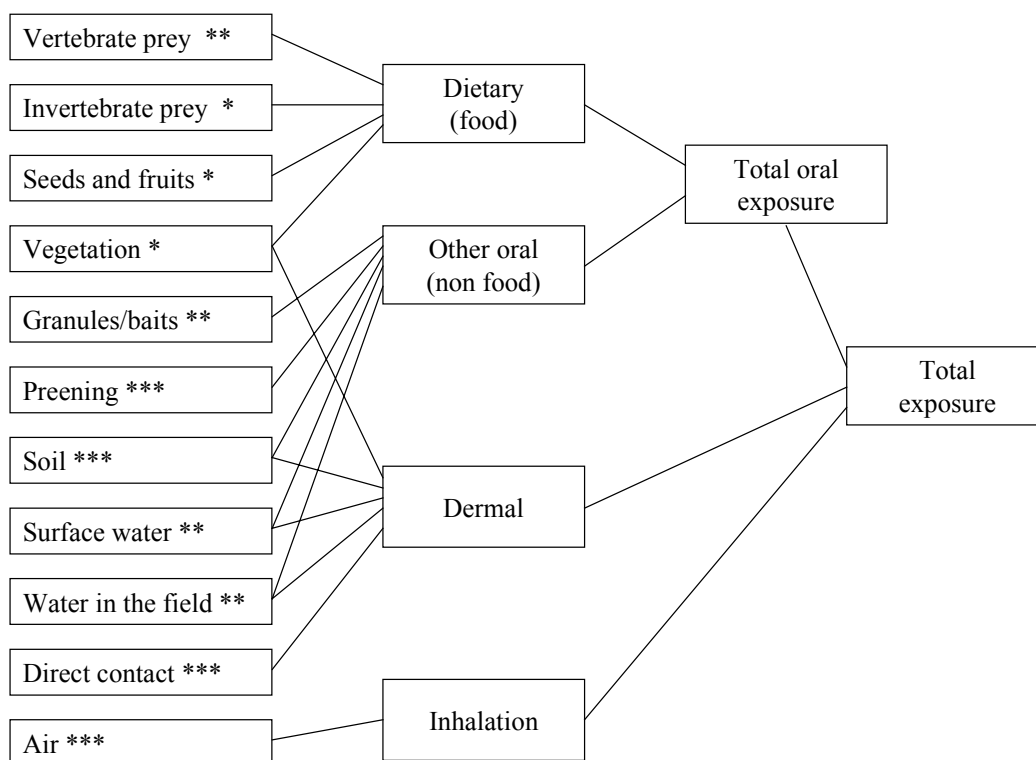 Vertebrate prey **
Invertebrate prey *
Seeds and fruits *
Vegetation *
Granules/baits **
Preening ***
Soil ***
Surface water **
Water in the field **
Direct contact ***
Air ***
Dietary
(food)
Other oral
(non food)
Dermal
Inhalation
Total oral
exposure
Total
exposure